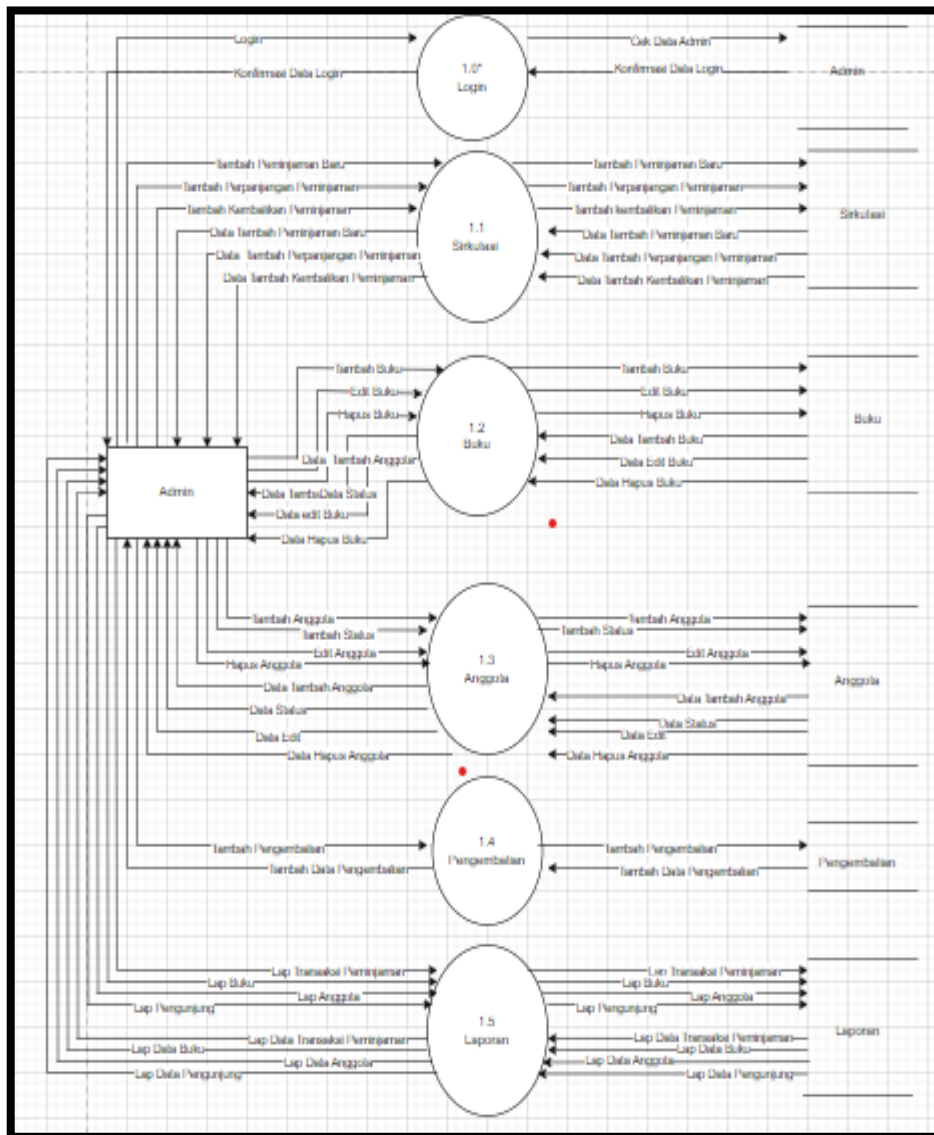 Login
Cek Data Admin
Konfirmasi Data Login
1.0*
Login
Konfirmasi Data Login
Admin
Tambah Peminjaman Baru
Tambah Perpanjangan Peminjaman
Tambah Kembalikan Peminjaman
Data Tambah Peminjaman Baru
Data Tambah Perpanjangan Peminjaman
Data Tambah Kembalikan Peminjaman
1.1
Sirkulasi
Tambah Peminjaman Baru
Tambah Perpanjangan Peminjaman
Tambah kembalikan Peminjaman
Data Tambah Peminjaman Baru
Data Tambah Perpanjangan Peminjaman
Data Tambah Kembalikan Peminjaman
Sirkulasi
Tambah Buku
Edit Buku
Hapus Buku
Data Tambah Anggota
Data Status
Data edit Buku
Data Hapus Buku
Admin
1.2
Buku
Tambah Buku
Edit Buku
Hapus Buku
Data Tambah Buku
Data Edit Buku
Data Hapus Buku
Buku
Tambah Anggota
Tambah Status
Edit Anggota
Hapus Anggota
Data Tambah Anggota
Data Status
Data Edit
Data Hapus Anggota
1.3
Anggota
Tambah Anggota
Tambah Status
Edit Anggota
Hapus Anggota
Data Tambah Anggota
Data Status
Data Edit
Data Hapus Anggota
Anggota
Tambah Pengembalian
Tambah Data Pengembalian
1.4
Pengembalian
Tambah Pengembalian
Tambah Data Pengembalian
Pengembalian
Lap Transaksi Peminjaman
Lap Buku
Lap Anggota
Lap Pengunjung
Lap Data Transaksi Peminjaman
Lap Data Buku
Lap Data Anggota
Lap Data Pengunjung
1.5
Laporan
Lap Transaksi Peminjaman
Lap Buku
Lap Anggota
Lap Pengunjung
Lap Data Transaksi Peminjaman
Lap Data Buku
Lap Data Anggota
Lap Data Pengunjung
Laporan